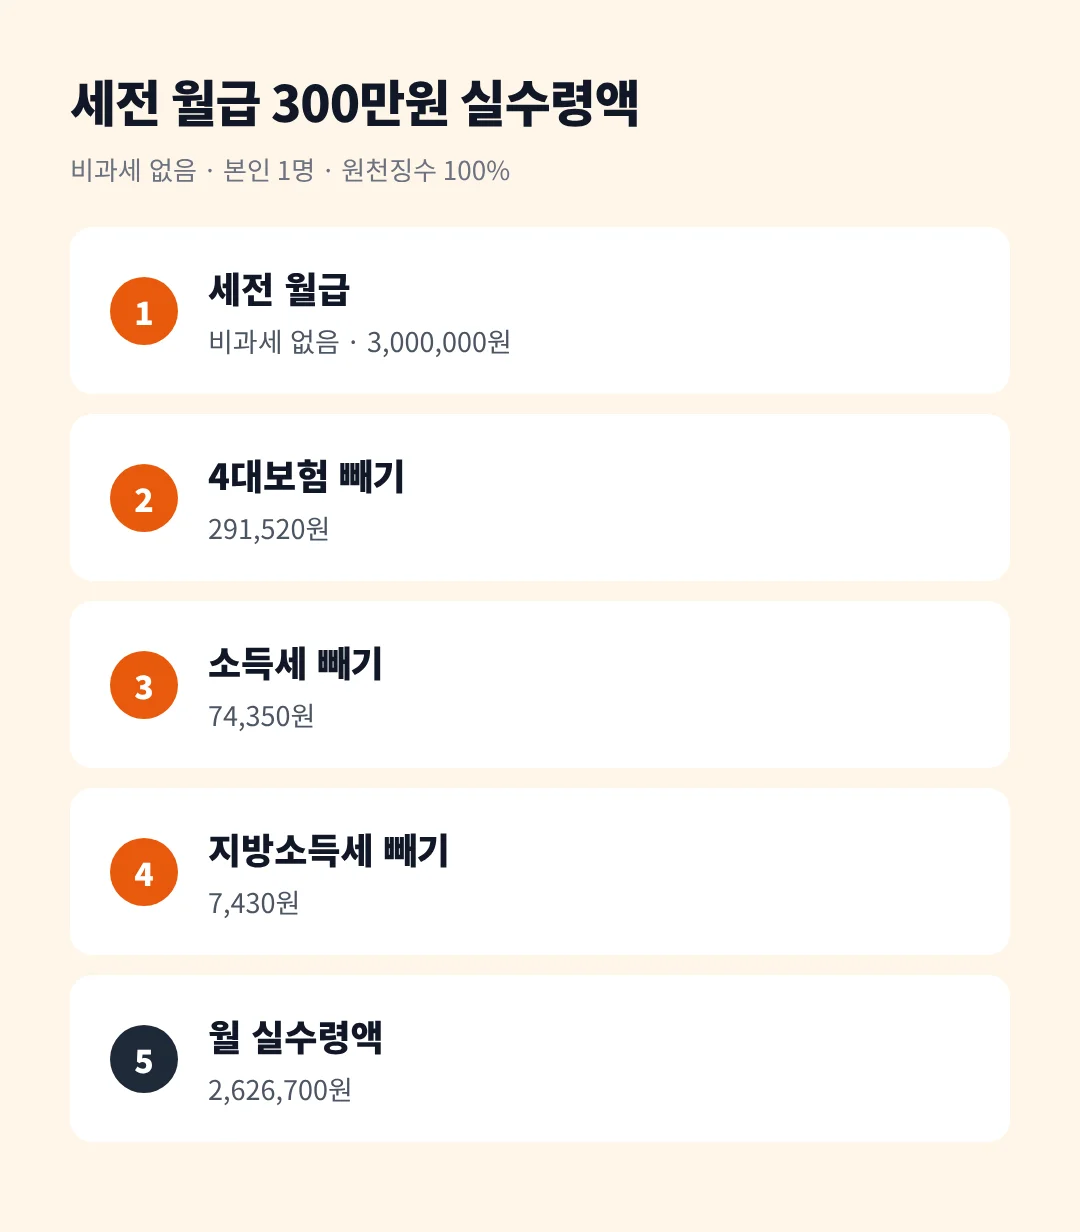 세전 월급 300만원 실수령액
비과세 없음 · 본인 1명 · 원천징수 100%
1
세전 월급
비과세 없음 · 3,000,000원
2
4대보험 빼기
291,520원
3
소득세 빼기
74,350원
4
지방소득세 빼기
7,430원
5
월 실수령액
2,626,700원